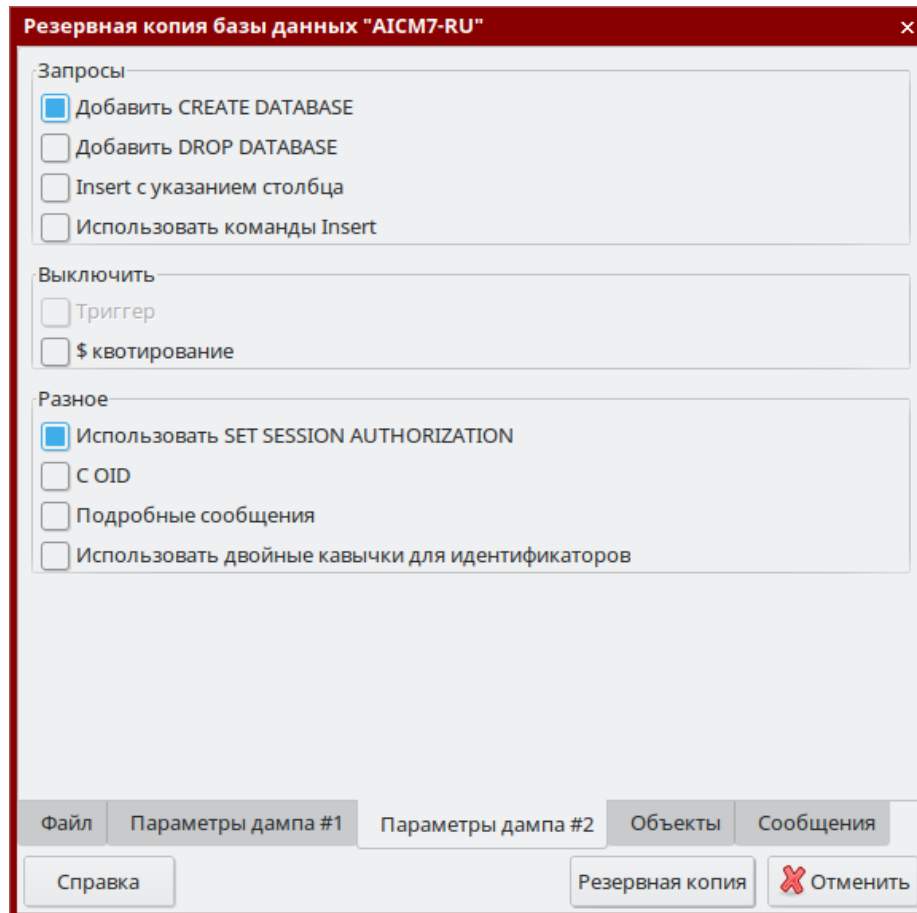 Резервная копия базы данных "AICM7-RU"
Запросы
Добавить CREATE DATABASE
Добавить DROP DATABASE
Insert с указанием столбца
Использовать команды Insert
Выключить
Триггер
$ квотирование
Разное
Использовать SET SESSION AUTHORIZATION
С OID
Подробные сообщения
Использовать двойные кавычки для идентификаторов
Файл Параметры дампа #1 Параметры дампа #2 Объекты Сообщения
Справка Резервная копия Отменить